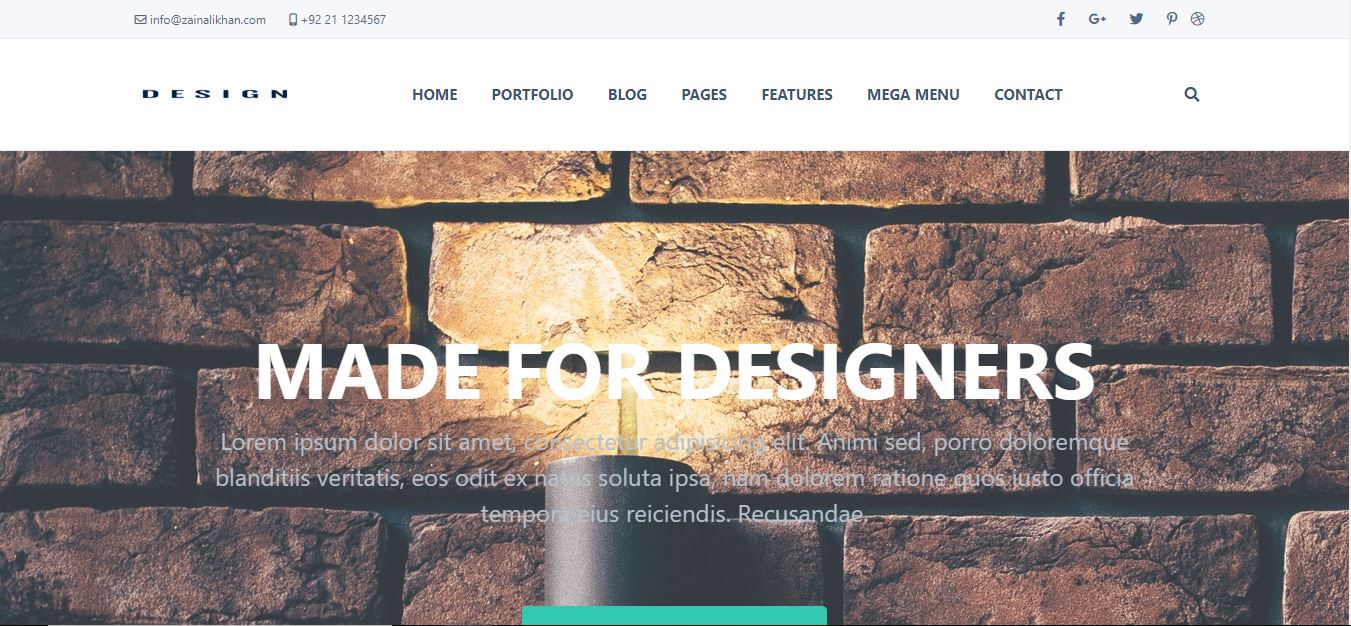 info@zainalikhan.com +92 21 1234567
DESIGN HOME PORTFOLIO BLOG PAGES FEATURES MEGA MENU CONTACT
MADE FOR DESIGNERS
Lorem ipsum dolor sit amet, consectetur adipisicing elit. Animi sed, porro doloremque
blanditiis veritatis, eos odit ex natus soluta ipsa, nam dolorem ratione quos justo officia
tempora eius reiciendis. Recusandae.